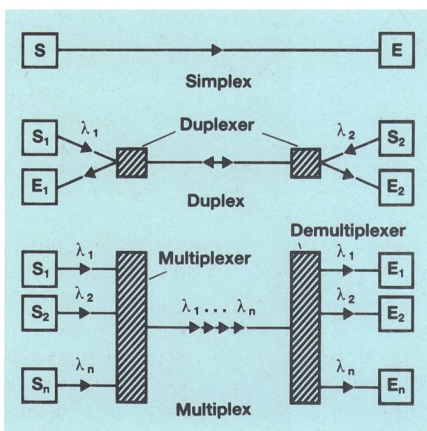 S E
Simplex
S1 λ1 Duplexer λ2 S2
E1 E2
Duplex
Demultiplexer
S1 λ1 Multiplexer λ1 E1
S2 λ2 λ1 ... λn λ2 E2
Sn λn λn En
Multiplex